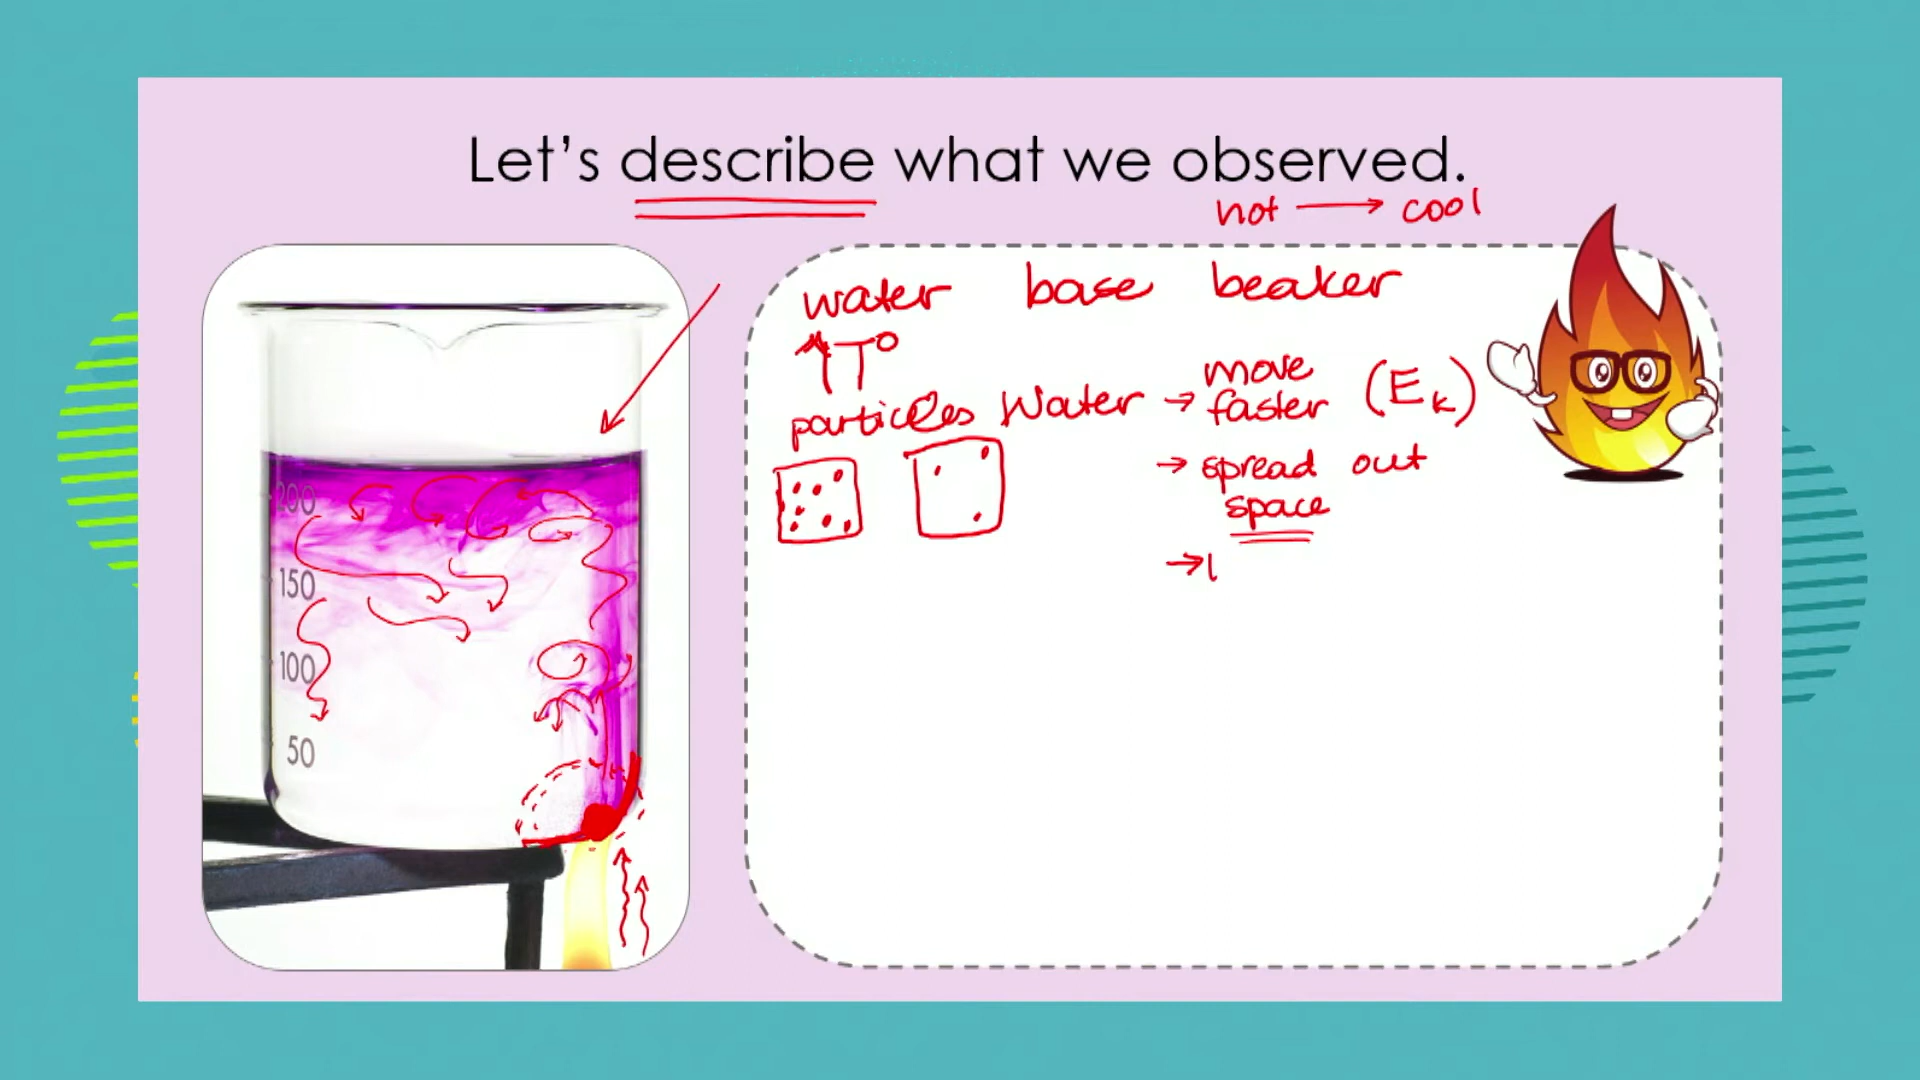 Let's describe what we observed.
hot → cool
water base beaker
↑T°
particles Water → move faster (Ek)
→ spread out
space
→
200
150
100
50